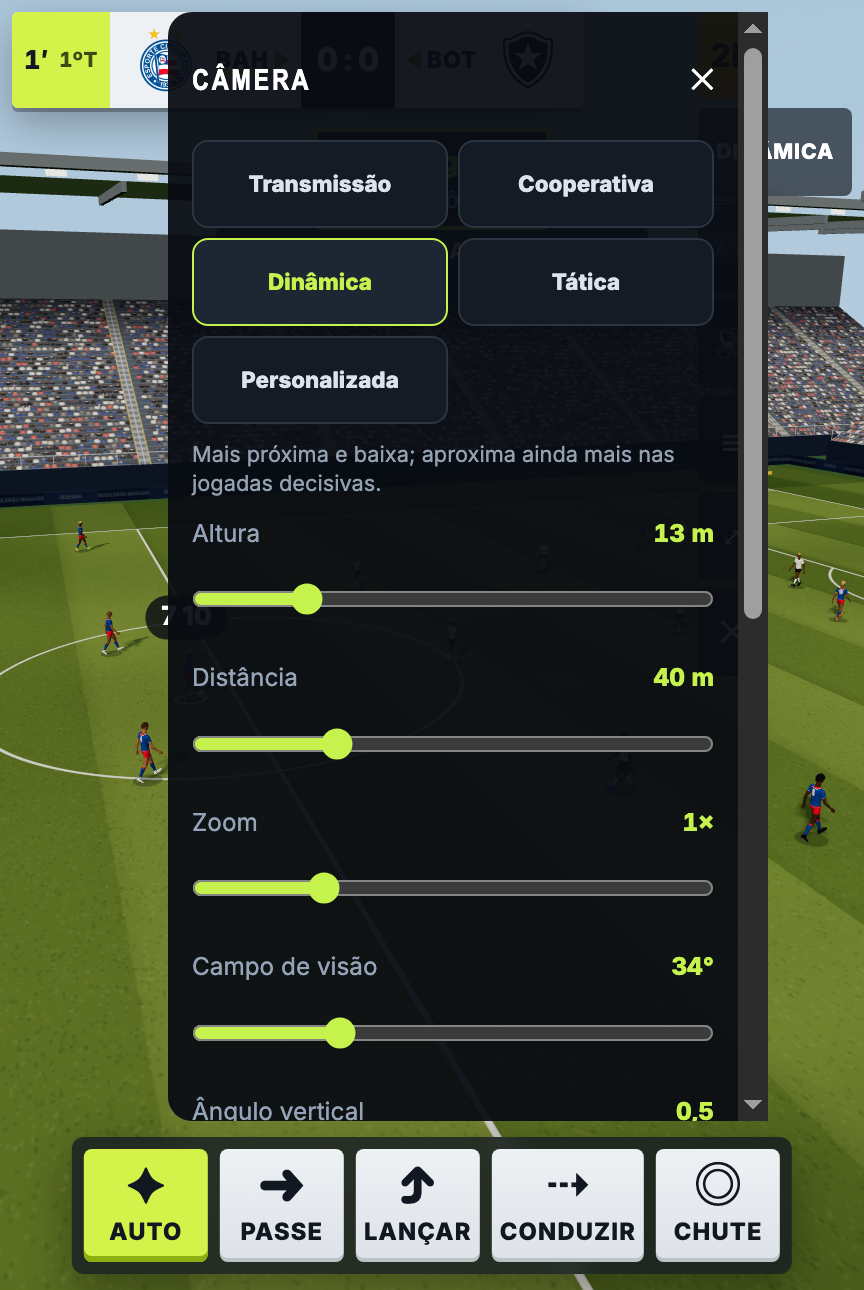 1′ 1ºT
BAH
0:0
BOT
CÂMERA
DINÂMICA
Transmissão
Cooperativa
Dinâmica
Tática
Personalizada
Mais próxima e baixa; aproxima ainda mais nas
jogadas decisivas.
Altura
13 m
7 10
Distância
40 m
Zoom
1×
Campo de visão
34°
Ângulo vertical
0,5
AUTO
PASSE
LANÇAR
CONDUZIR
CHUTE